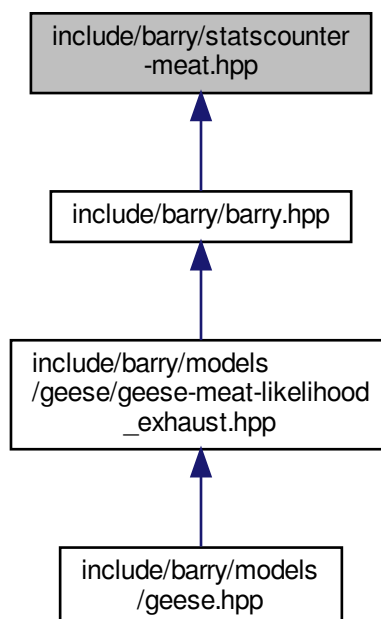 include/barry/statscounter
-meat.hpp
include/barry/barry.hpp
include/barry/models
/geese/geese-meat-likelihood
_exhaust.hpp
include/barry/models
/geese.hpp